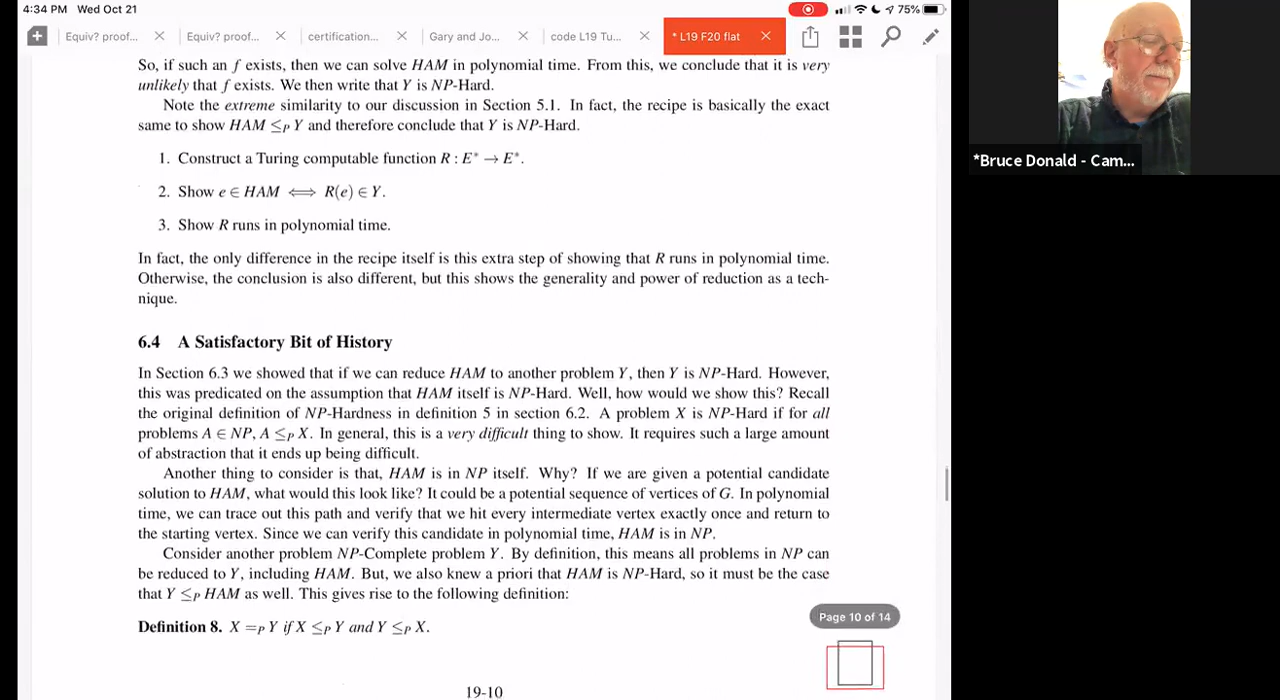 4:34 PM Wed Oct 21
75%
Equiv? proof...
Equiv? proof...
certification...
Gary and Jo...
code L19 Tu...
* L19 F20 flat
So, if such an f exists, then we can solve HAM in polynomial time. From this, we conclude that it is very
unlikely that f exists. We then write that Y is NP-Hard.
Note the extreme similarity to our discussion in Section 5.1. In fact, the recipe is basically the exact
same to show HAM ≤P Y and therefore conclude that Y is NP-Hard.
1. Construct a Turing computable function R : E* → E*.
2. Show e ∈ HAM ⟺ R(e) ∈ Y.
3. Show R runs in polynomial time.
In fact, the only difference in the recipe itself is this extra step of showing that R runs in polynomial time.
Otherwise, the conclusion is also different, but this shows the generality and power of reduction as a tech-
nique.
6.4 A Satisfactory Bit of History
In Section 6.3 we showed that if we can reduce HAM to another problem Y, then Y is NP-Hard. However,
this was predicated on the assumption that HAM itself is NP-Hard. Well, how would we show this? Recall
the original definition of NP-Hardness in definition 5 in section 6.2. A problem X is NP-Hard if for all
problems A ∈ NP, A ≤P X. In general, this is a very difficult thing to show. It requires such a large amount
of abstraction that it ends up being difficult.
Another thing to consider is that, HAM is in NP itself. Why? If we are given a potential candidate
solution to HAM, what would this look like? It could be a potential sequence of vertices of G. In polynomial
time, we can trace out this path and verify that we hit every intermediate vertex exactly once and return to
the starting vertex. Since we can verify this candidate in polynomial time, HAM is in NP.
Consider another problem NP-Complete problem Y. By definition, this means all problems in NP can
be reduced to Y, including HAM. But, we also knew a priori that HAM is NP-Hard, so it must be the case
that Y ≤P HAM as well. This gives rise to the following definition:
Definition 8. X =P Y if X ≤P Y and Y ≤P X.
Page 10 of 14
19-10
*Bruce Donald - Cam...